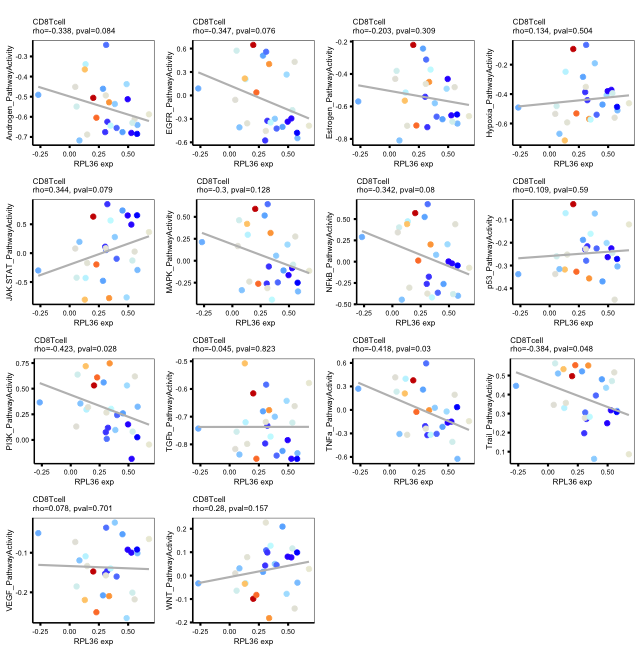 CD8Tcell
rho=-0.338, pval=0.084
Androgen_PathwayActivity
-0.3
-0.4
-0.5
-0.6
-0.7
-0.25 0.00 0.25 0.50
RPL36 exp
CD8Tcell
rho=-0.347, pval=0.076
EGFR_PathwayActivity
0.6
0.3
0.0
-0.3
-0.6
-0.25 0.00 0.25 0.50
RPL36 exp
CD8Tcell
rho=-0.203, pval=0.309
Estrogen_PathwayActivity
-0.2
-0.4
-0.6
-0.8
-0.25 0.00 0.25 0.50
RPL36 exp
CD8Tcell
rho=0.134, pval=0.504
Hypoxia_PathwayActivity
-0.2
-0.4
-0.6
-0.25 0.00 0.25 0.50
RPL36 exp
CD8Tcell
rho=0.344, pval=0.079
JAK.STAT_PathwayActivity
0.5
0.0
-0.5
-0.25 0.00 0.25 0.50
RPL36 exp
CD8Tcell
rho=-0.3, pval=0.128
MAPK_PathwayActivity
0.50
0.25
0.00
-0.25
-0.50
-0.25 0.00 0.25 0.50
RPL36 exp
CD8Tcell
rho=-0.342, pval=0.08
NFkB_PathwayActivity
0.50
0.25
0.00
-0.25
-0.50
-0.25 0.00 0.25 0.50
RPL36 exp
CD8Tcell
rho=0.109, pval=0.59
p53_PathwayActivity
-0.1
-0.2
-0.3
-0.4
-0.25 0.00 0.25 0.50
RPL36 exp
CD8Tcell
rho=-0.423, pval=0.028
PI3K_PathwayActivity
0.75
0.50
0.25
0.00
-0.25 0.00 0.25 0.50
RPL36 exp
CD8Tcell
rho=-0.045, pval=0.823
TGFb_PathwayActivity
-0.5
-0.6
-0.7
-0.8
-0.25 0.00 0.25 0.50
RPL36 exp
CD8Tcell
rho=-0.418, pval=0.03
TNFa_PathwayActivity
0.6
0.3
0.0
-0.3
-0.6
-0.25 0.00 0.25 0.50
RPL36 exp
CD8Tcell
rho=-0.384, pval=0.048
Trail_PathwayActivity
0.5
0.4
0.3
0.2
0.1
-0.25 0.00 0.25 0.50
RPL36 exp
CD8Tcell
rho=0.078, pval=0.701
VEGF_PathwayActivity
-0.1
-0.2
-0.25 0.00 0.25 0.50
RPL36 exp
CD8Tcell
rho=0.28, pval=0.157
WNT_PathwayActivity
0.2
0.1
0.0
-0.1
-0.2
-0.25 0.00 0.25 0.50
RPL36 exp